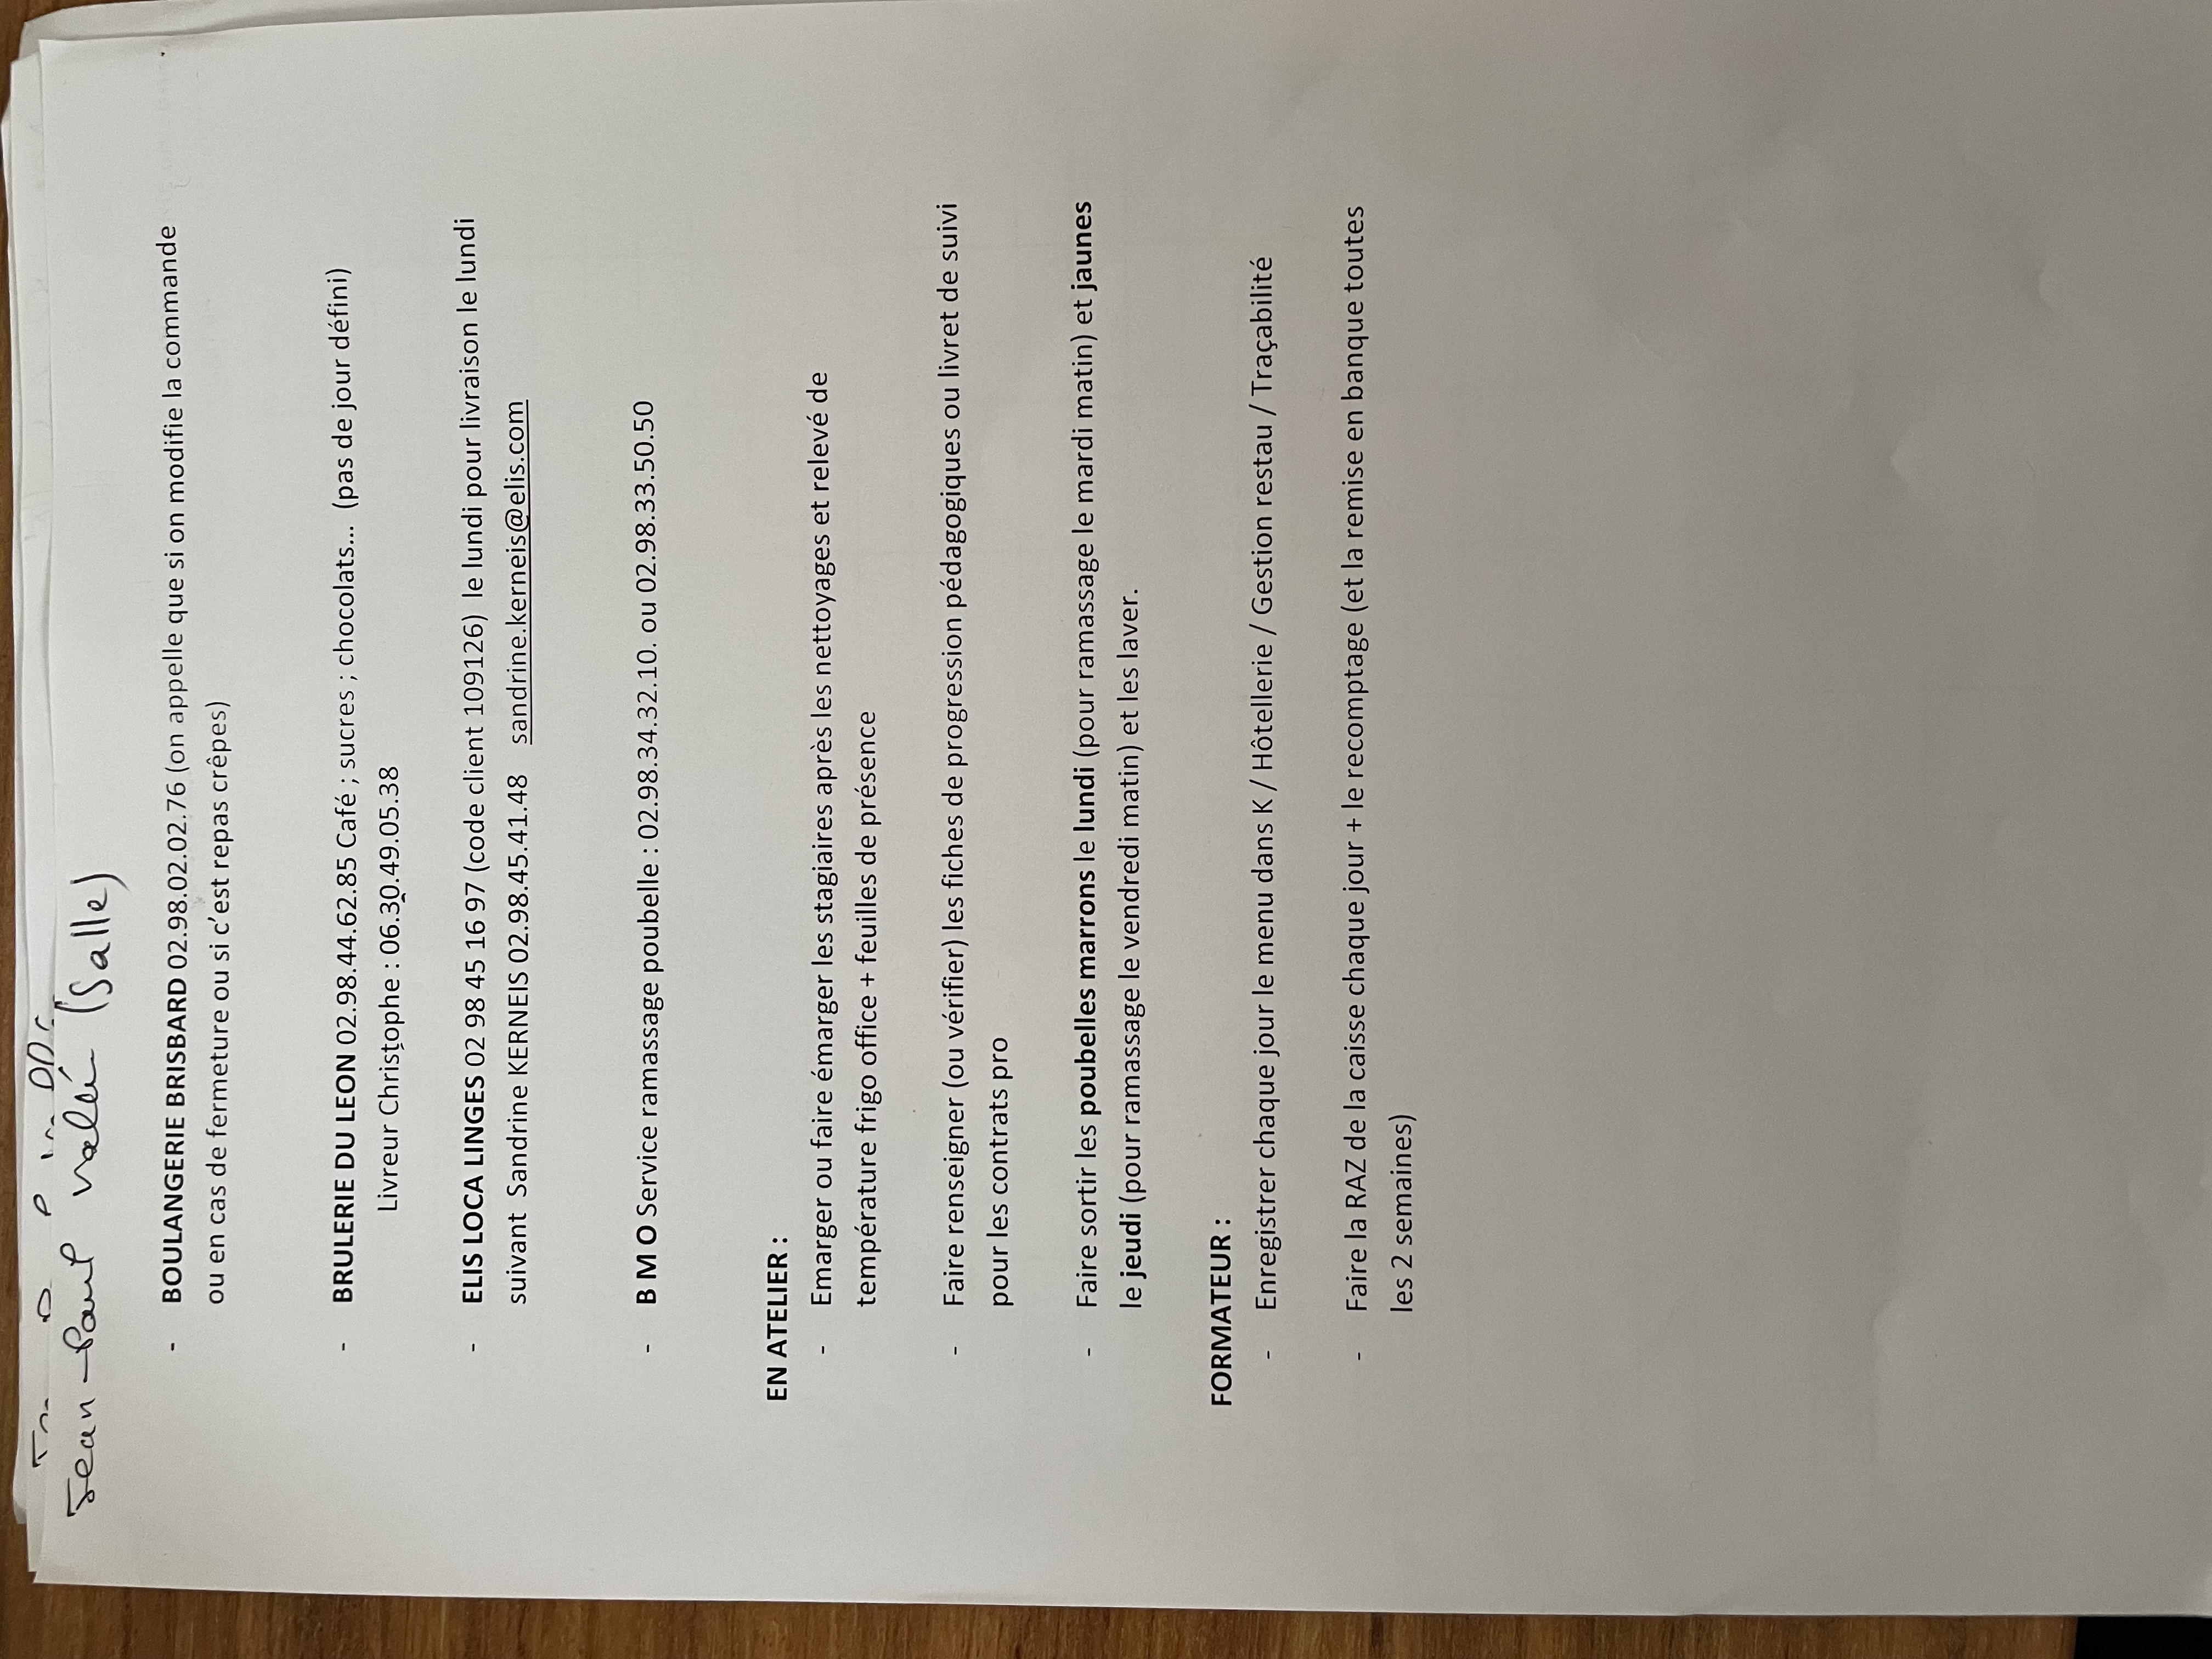 Jean-Paul (Salle)
- BOULANGERIE BRISBARD 02.98.02.02.76 (on appelle que si on modifie la commande
ou en cas de fermeture ou si c’est repas crêpes)
- BRULERIE DU LEON 02.98.44.62.85 Café ; sucres ; chocolats… (pas de jour défini)
Livreur Christophe : 06.30.49.05.38
- ELIS LOCA LINGES 02 98 45 16 97 (code client 109126) le lundi pour livraison le lundi
suivant Sandrine KERNEIS 02.98.45.41.48 sandrine.kerneis@elis.com
- B M O Service ramassage poubelle : 02.98.34.32.10. ou 02.98.33.50.50
EN ATELIER :
- Emarger ou faire émarger les stagiaires après les nettoyages et relevé de
température frigo office + feuilles de présence
- Faire renseigner (ou vérifier) les fiches de progression pédagogiques ou livret de suivi
pour les contrats pro
- Faire sortir les poubelles marrons le lundi (pour ramassage le mardi matin) et jaunes
le jeudi (pour ramassage le vendredi matin) et les laver.
FORMATEUR :
- Enregistrer chaque jour le menu dans K / Hôtellerie / Gestion restau / Traçabilité
- Faire la RAZ de la caisse chaque jour + le recomptage (et la remise en banque toutes
les 2 semaines)